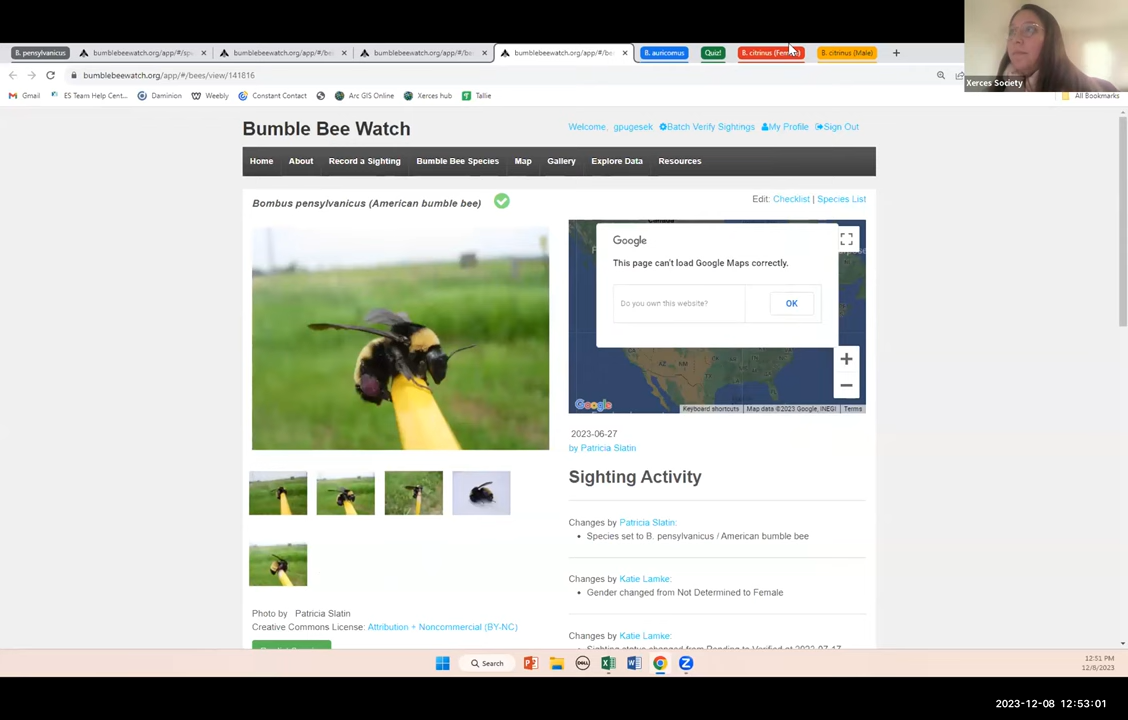 B. pensylvanicus
bumblebeewatch.org/app/#/sp
bumblebeewatch.org/app/#/be
bumblebeewatch.org/app/#/be
bumblebeewatch.org/app/#/be
B. auricomus
Quiz!
B. citrinus (Female)
B. citrinus (Male)
bumblebeewatch.org/app/#/bees/view/141816
Xerces Society
Gmail
ES Team Help Cent...
Daminion
Weebly
Constant Contact
Arc GIS Online
Xerces hub
Tallie
All Bookmarks
Bumble Bee Watch
Welcome, gpugesek Batch Verify Sightings My Profile Sign Out
Home About Record a Sighting Bumble Bee Species Map Gallery Explore Data Resources
Bombus pensylvanicus (American bumble bee)
Edit: Checklist | Species List
Google
This page can't load Google Maps correctly.
Do you own this website?
OK
Google
Keyboard shortcuts Map data ©2023 Google, INEGI Terms
2023-06-27
by Patricia Slatin
Sighting Activity
Changes by Patricia Slatin:
Species set to B. pensylvanicus / American bumble bee
Changes by Katie Lamke:
Gender changed from Not Determined to Female
Changes by Katie Lamke:
Photo by Patricia Slatin
Creative Commons License: Attribution + Noncommercial (BY-NC)
Search
12:51 PM
12/8/2023
2023-12-08 12:53:01